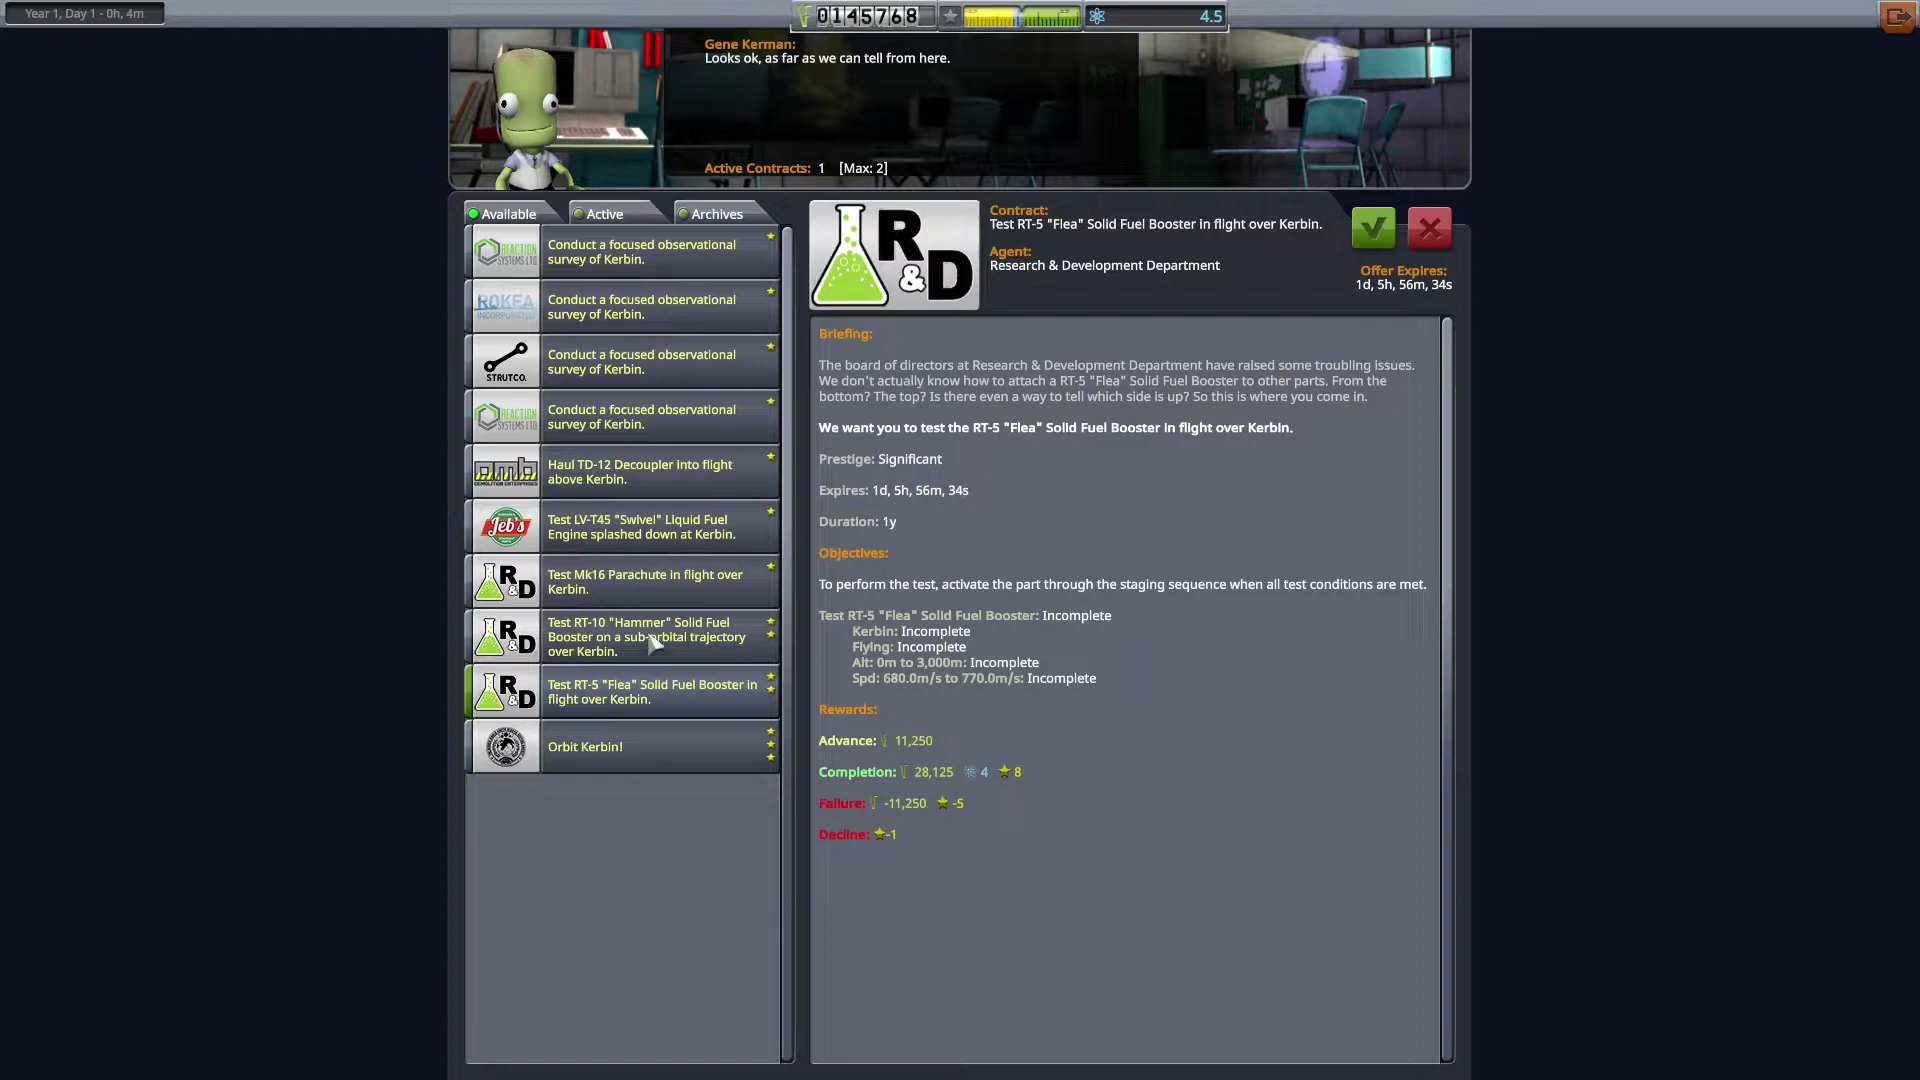 Year 1, Day 1 - 0h, 4m
0145768
4.5
Gene Kerman:
Looks ok, as far as we can tell from here.
Active Contracts: 1 [Max: 2]
Available
Active
Archives
REACTION
SYSTEMS LTD
Conduct a focused observational
survey of Kerbin.
ROKEA
INCORPORATED
Conduct a focused observational
survey of Kerbin.
STRUTCO.
Conduct a focused observational
survey of Kerbin.
REACTION
SYSTEMS LTD
Conduct a focused observational
survey of Kerbin.
OMB
DEMOLITION ENTERPRISES
Haul TD-12 Decoupler into flight
above Kerbin.
Jeb's
Test LV-T45 "Swivel" Liquid Fuel
Engine splashed down at Kerbin.
R&D
Test Mk16 Parachute in flight over
Kerbin.
R&D
Test RT-10 "Hammer" Solid Fuel
Booster on a sub-orbital trajectory
over Kerbin.
R&D
Test RT-5 "Flea" Solid Fuel Booster in
flight over Kerbin.
Orbit Kerbin!
R&D
Contract:
Test RT-5 "Flea" Solid Fuel Booster in flight over Kerbin.
Agent:
Research & Development Department
Offer Expires:
1d, 5h, 56m, 34s
Briefing:
The board of directors at Research & Development Department have raised some troubling issues.
We don't actually know how to attach a RT-5 "Flea" Solid Fuel Booster to other parts. From the
bottom? The top? Is there even a way to tell which side is up? So this is where you come in.
We want you to test the RT-5 "Flea" Solid Fuel Booster in flight over Kerbin.
Prestige: Significant
Expires: 1d, 5h, 56m, 34s
Duration: 1y
Objectives:
To perform the test, activate the part through the staging sequence when all test conditions are met.
Test RT-5 "Flea" Solid Fuel Booster: Incomplete
Kerbin: Incomplete
Flying: Incomplete
Alt: 0m to 3,000m: Incomplete
Spd: 680.0m/s to 770.0m/s: Incomplete
Rewards:
Advance: 11,250
Completion: 28,125 4 8
Failure: -11,250 -5
Decline: -1